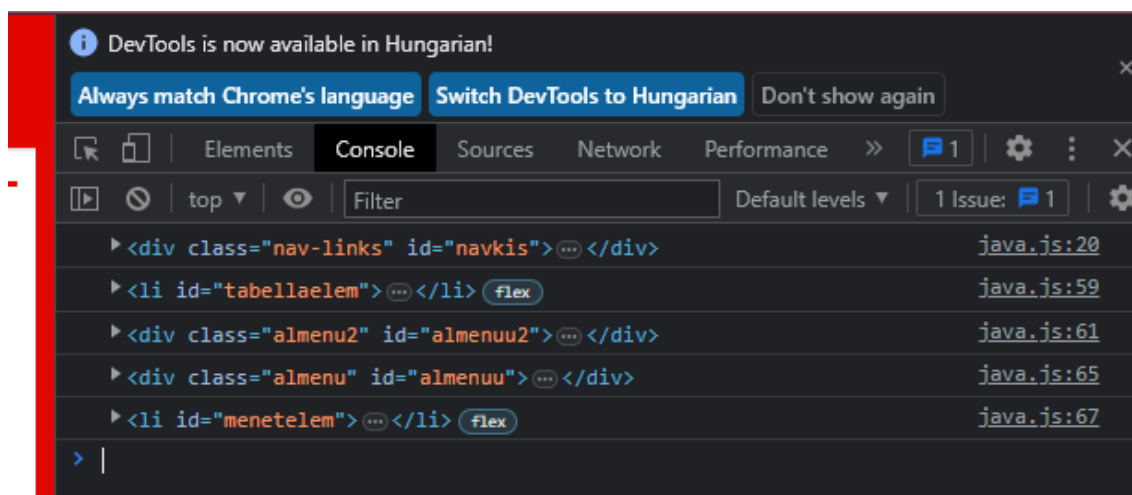 DevTools is now available in Hungarian!
Always match Chrome's language Switch DevTools to Hungarian Don't show again
Elements Console Sources Network Performance 1
top Filter Default levels 1 Issue: 1
<div class="nav-links" id="navkis">…</div> java.js:20
<li id="tabellaelem">…</li> flex java.js:59
<div class="almenu2" id="almenuu2">…</div> java.js:61
<div class="almenu" id="almenuu">…</div> java.js:65
<li id="menetelem">…</li> flex java.js:67